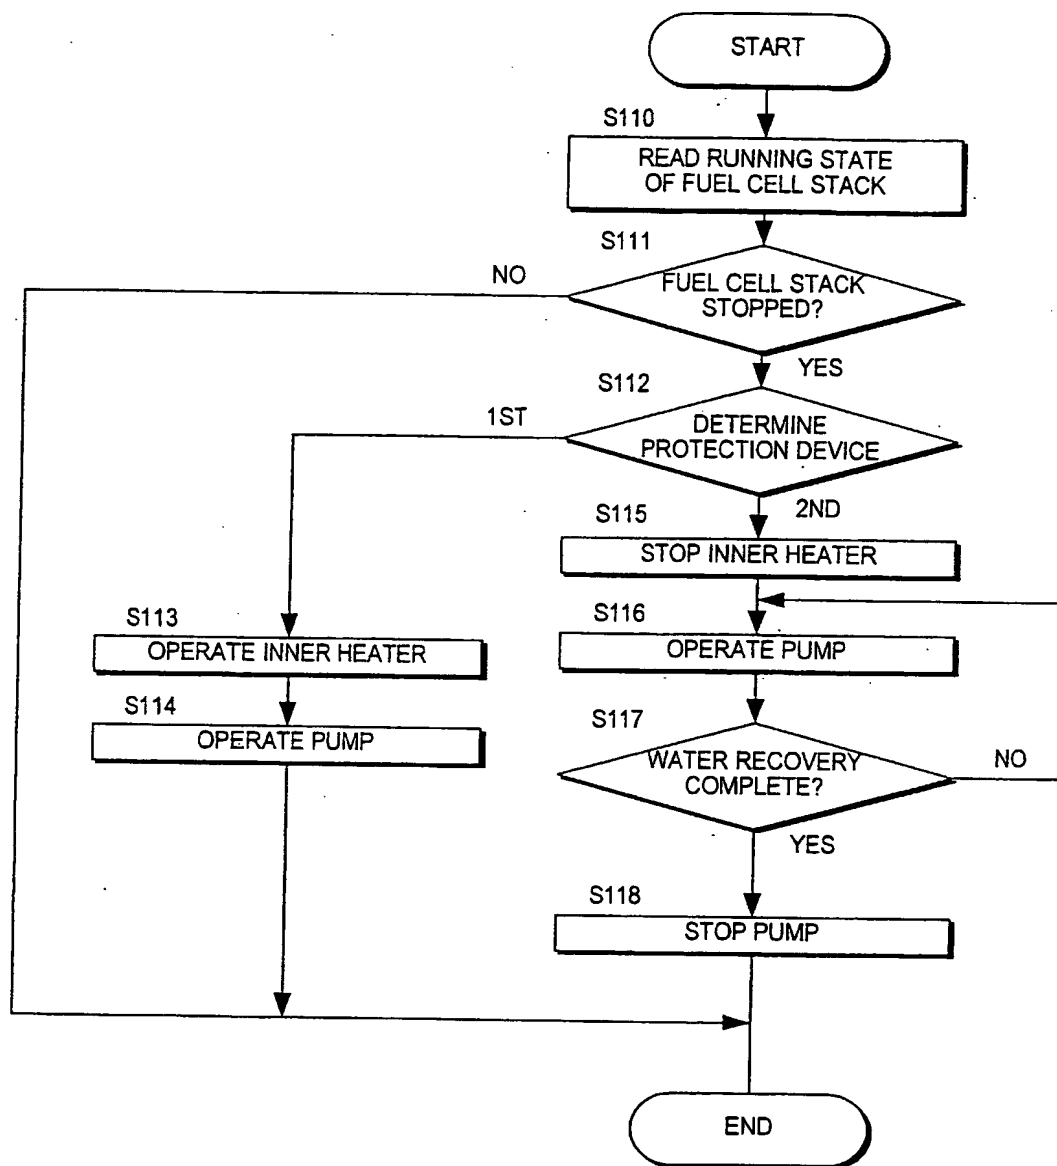 START
S110
READ RUNNING STATE
OF FUEL CELL STACK
S111
NO
FUEL CELL STACK
STOPPED?
YES
S112
1ST
DETERMINE
PROTECTION DEVICE
2ND
S115
STOP INNER HEATER
S113
OPERATE INNER HEATER
S116
OPERATE PUMP
S114
OPERATE PUMP
S117
WATER RECOVERY
COMPLETE?
NO
YES
S118
STOP PUMP
END